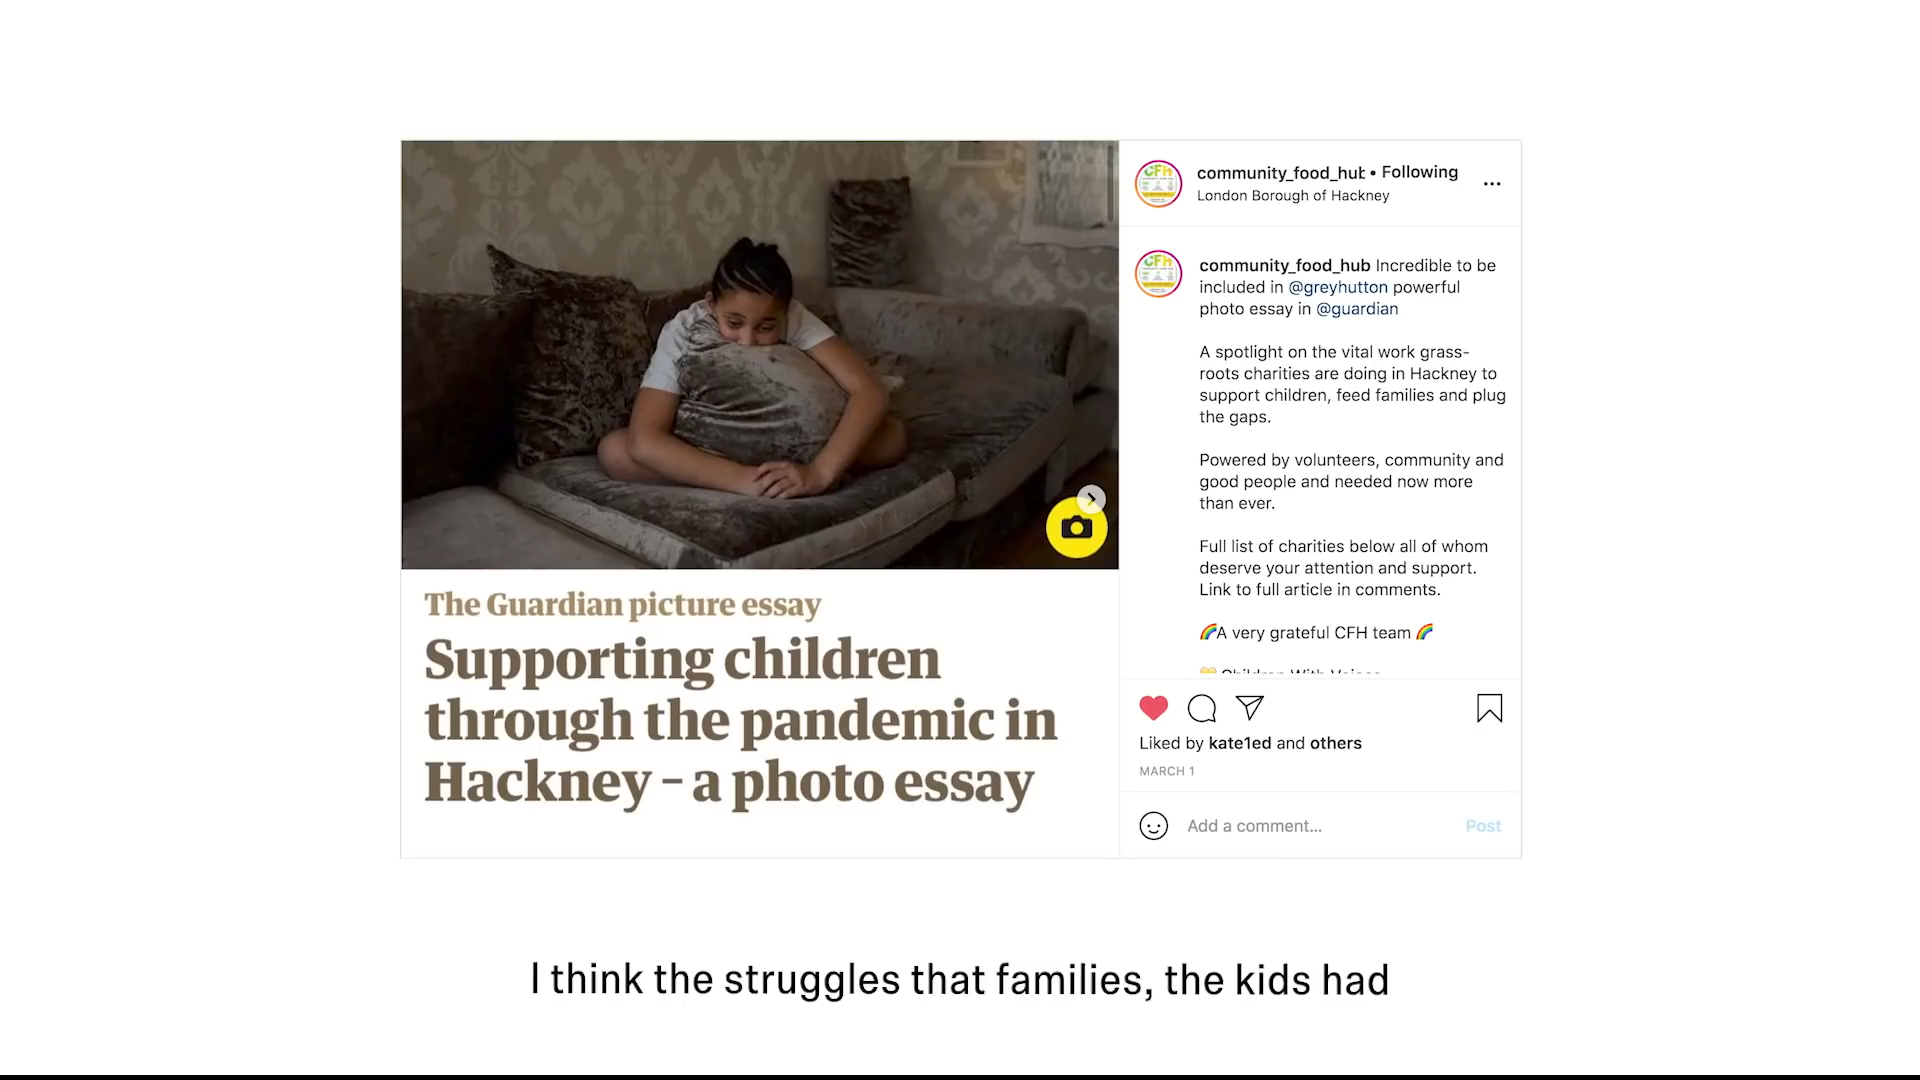 The Guardian picture essay
Supporting children
through the pandemic in
Hackney – a photo essay
CFH
community_food_hub • Following
London Borough of Hackney
CFH
community_food_hub Incredible to be
included in @greyhutton powerful
photo essay in @guardian
A spotlight on the vital work grass-
roots charities are doing in Hackney to
support children, feed families and plug
the gaps.
Powered by volunteers, community and
good people and needed now more
than ever.
Full list of charities below all of whom
deserve your attention and support.
Link to full article in comments.
🌈A very grateful CFH team 🌈
Liked by kate1ed and others
MARCH 1
Add a comment...
Post
I think the struggles that families, the kids had